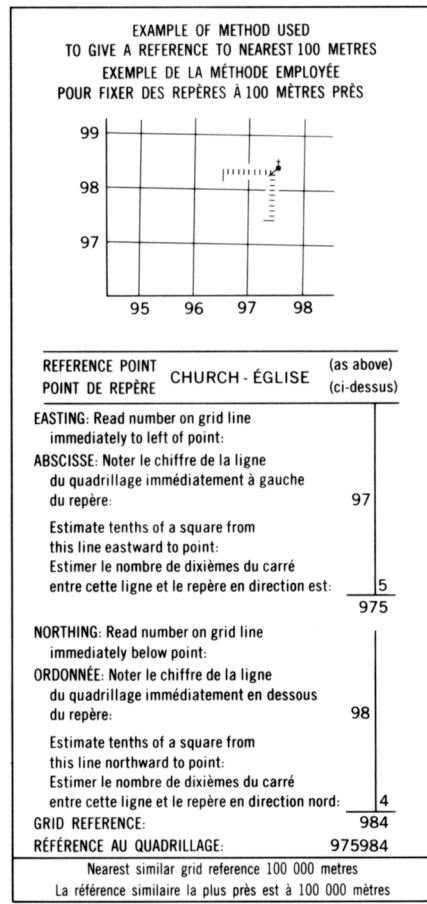 EXAMPLE OF METHOD USED
TO GIVE A REFERENCE TO NEAREST 100 METRES
EXEMPLE DE LA MÉTHODE EMPLOYÉE
POUR FIXER DES REPÈRES À 100 MÈTRES PRÈS
99
98
97
95 96 97 98
REFERENCE POINT
POINT DE REPÈRE
CHURCH - ÉGLISE
(as above)
(ci-dessus)
EASTING: Read number on grid line
immediately to left of point:
ABSCISSE: Noter le chiffre de la ligne
du quadrillage immédiatement à gauche
du repère: 97
Estimate tenths of a square from
this line eastward to point:
Estimer le nombre de dixièmes du carré
entre cette ligne et le repère en direction est: 5
975
NORTHING: Read number on grid line
immediately below point:
ORDONNÉE: Noter le chiffre de la ligne
du quadrillage immédiatement en dessous
du repère: 98
Estimate tenths of a square from
this line northward to point:
Estimer le nombre de dixièmes du carré
entre cette ligne et le repère en direction nord: 4
GRID REFERENCE: 984
RÉFÉRENCE AU QUADRILLAGE: 975984
Nearest similar grid reference 100 000 metres
La référence similaire la plus près est à 100 000 mètres